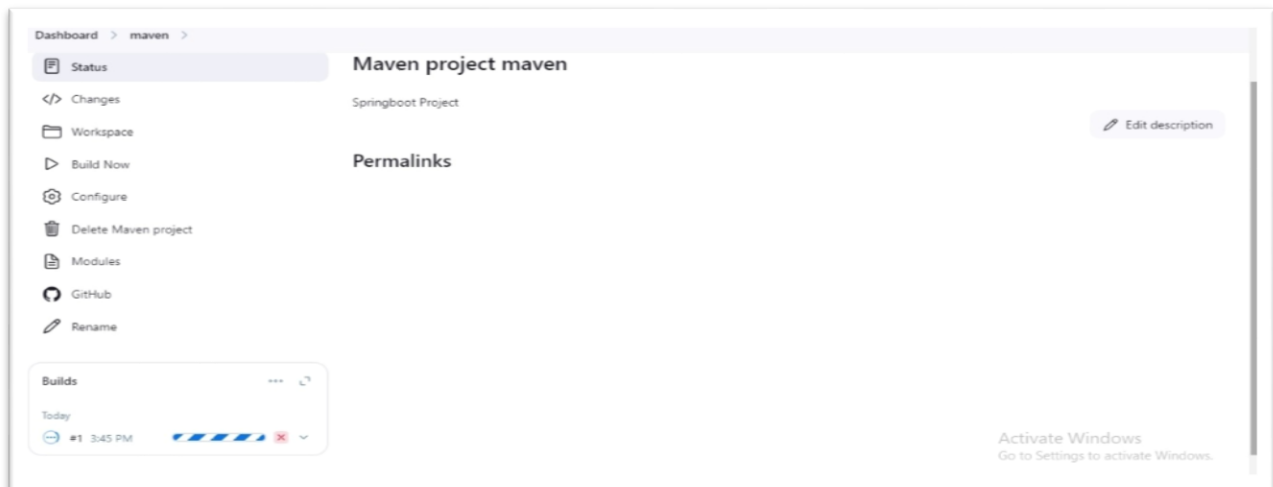 Dashboard > maven >
Status
Changes
Workspace
Build Now
Configure
Delete Maven project
Modules
GitHub
Rename
Builds
Today
#1 3:45 PM
Maven project maven
Springboot Project
Edit description
Permalinks
Activate Windows
Go to Settings to activate Windows.